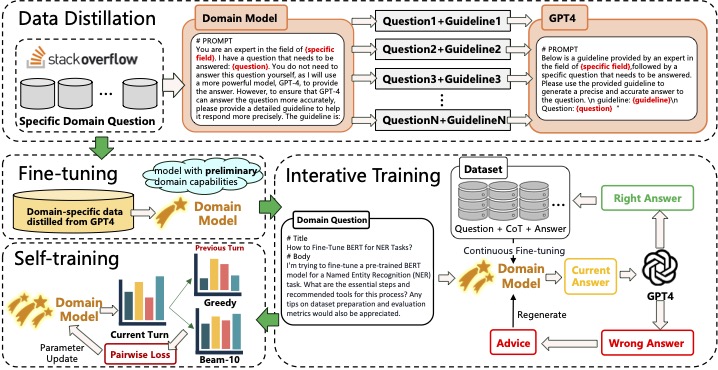 Data Distillation
stackoverflow
...
Specific Domain Question
Domain Model
# PROMPT
You are an expert in the field of (specific
field). I have a question that needs to be
answered: (question). You do not need to
answer this question yourself, as I will use
a more powerful model, GPT-4, to provide
the answer. However, to ensure that GPT-4
can answer the question more accurately,
please provide a detailed guideline to help
it respond more precisely. The guideline is:
Question1+Guideline1
Question2+Guideline2
Question3+Guideline3
QuestionN+GuidelineN
GPT4
# PROMPT
Below is a guideline provided by an expert in
the field of (specific field),followed by a
specific question that needs to be answered.
Please use the provided guideline to
generate a precise and accurate answer to
the question. \n guideline: (guideline)\n
Question: (question) "
Fine-tuning
model with preliminary
domain capabilities
Domain-specific data
distilled from GPT4
Domain
Model
Self-training
Domain
Model
Parameter
Update
Current Turn
Pairwise Loss
Previous Turn
Greedy
Beam-10
Interative Training
Domain Question
# Title
How to Fine-Tune BERT for NER Tasks?
# Body
I'm trying to fine-tune a pre-trained BERT
model for a Named Entity Recognition (NER)
task. What are the essential steps and
recommended tools for this process? Any
tips on dataset preparation and evaluation
metrics would also be appreciated.
Dataset
...
Question + CoT + Answer
Continuous Fine-tuning
Domain
Model
Current
Answer
GPT4
Right Answer
Wrong Answer
Advice
Regenerate